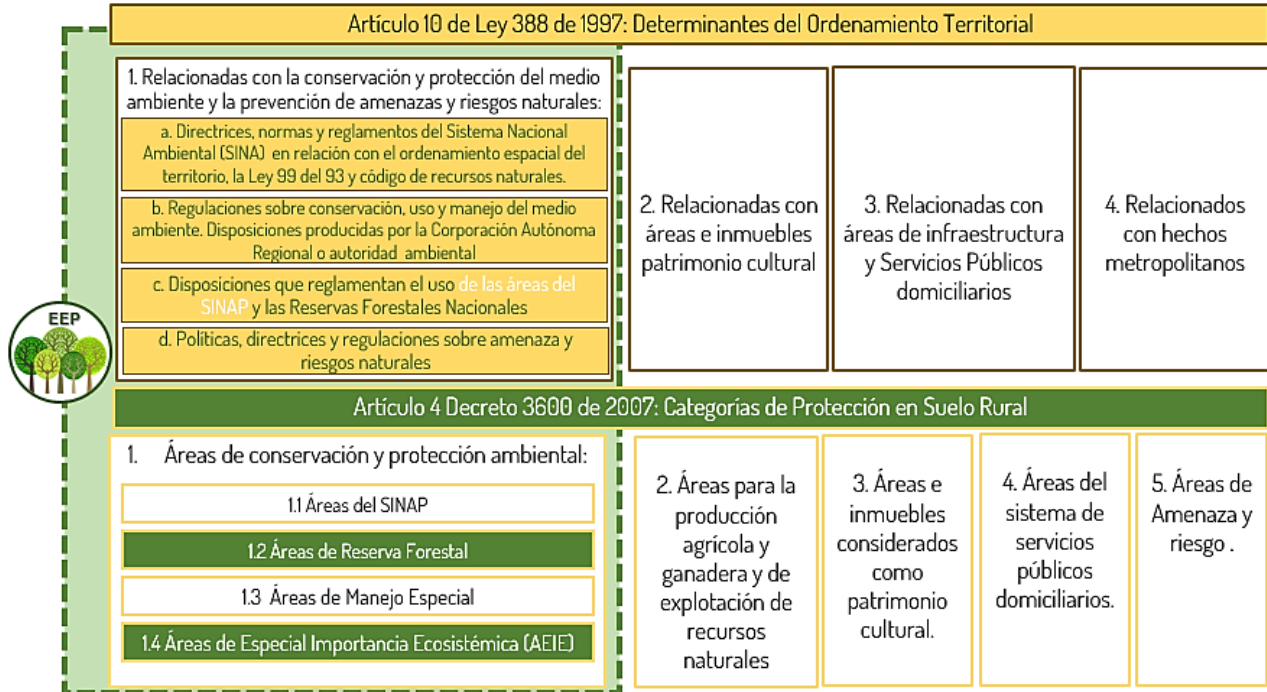 Artículo 10 de Ley 388 de 1997: Determinantes del Ordenamiento Territorial
1. Relacionadas con la conservación y protección del medio
ambiente y la prevención de amenazas y riesgos naturales:
a. Directrices, normas y reglamentos del Sistema Nacional
Ambiental (SINA) en relación con el ordenamiento espacial del
territorio, la Ley 99 del 93 y código de recursos naturales.
b. Regulaciones sobre conservación, uso y manejo del medio
ambiente. Disposiciones producidas por la Corporación Autónoma
Regional o autoridad ambiental
c. Disposiciones que reglamentan el uso de las áreas del
SINAP y las Reservas Forestales Nacionales
d. Políticas, directrices y regulaciones sobre amenaza y
riesgos naturales
2. Relacionadas con
áreas e inmuebles
patrimonio cultural
3. Relacionadas con
áreas de infraestructura
y Servicios Públicos
domiciliarios
4. Relacionados
con hechos
metropolitanos
EEP
Artículo 4 Decreto 3600 de 2007: Categorías de Protección en Suelo Rural
1. Áreas de conservación y protección ambiental:
1.1 Áreas del SINAP
1.2 Áreas de Reserva Forestal
1.3 Áreas de Manejo Especial
1.4 Áreas de Especial Importancia Ecosistémica (AEIE)
2. Áreas para la
producción
agrícola y
ganadera y de
explotación de
recursos
naturales
3. Áreas e
inmuebles
considerados
como
patrimonio
cultural.
4. Áreas del
sistema de
servicios
públicos
domiciliarios.
5. Áreas de
Amenaza y
riesgo .